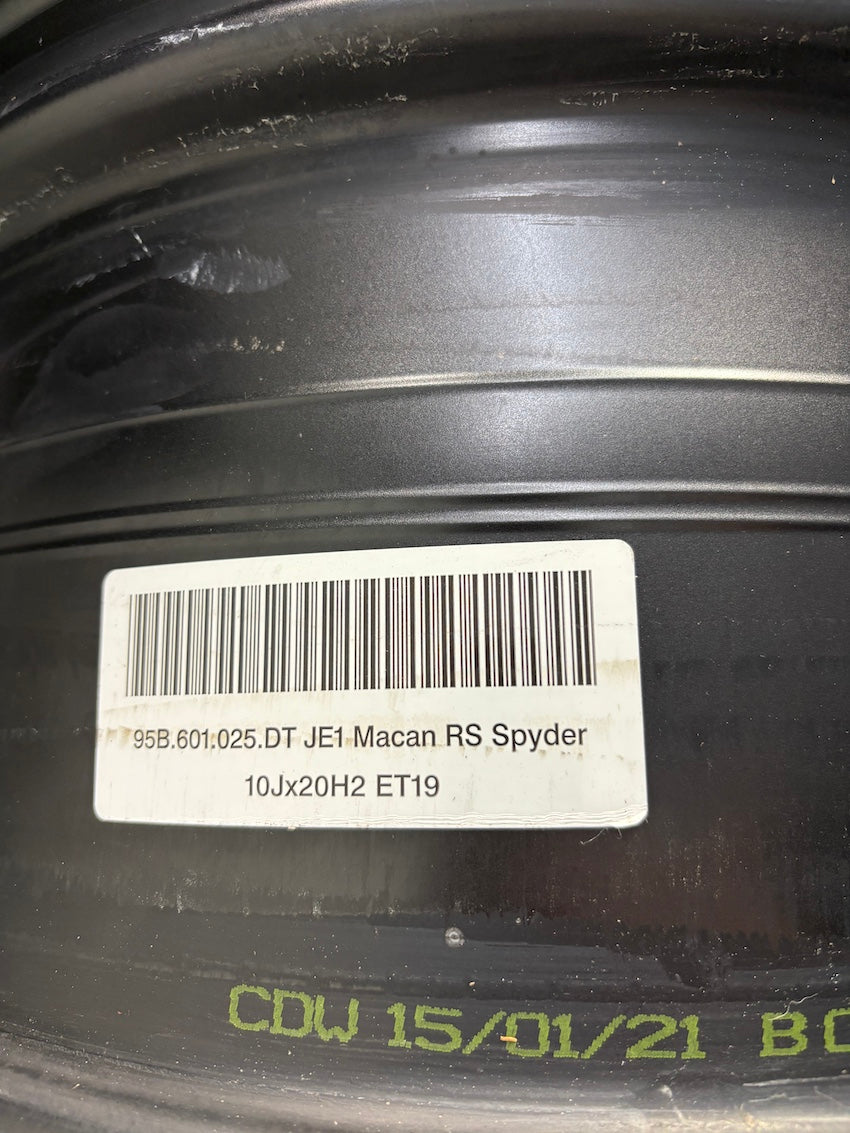 95B.601.025.DT JE1 Macan RS Spyder
10Jx20H2 ET19
CDW 15/01/21 B